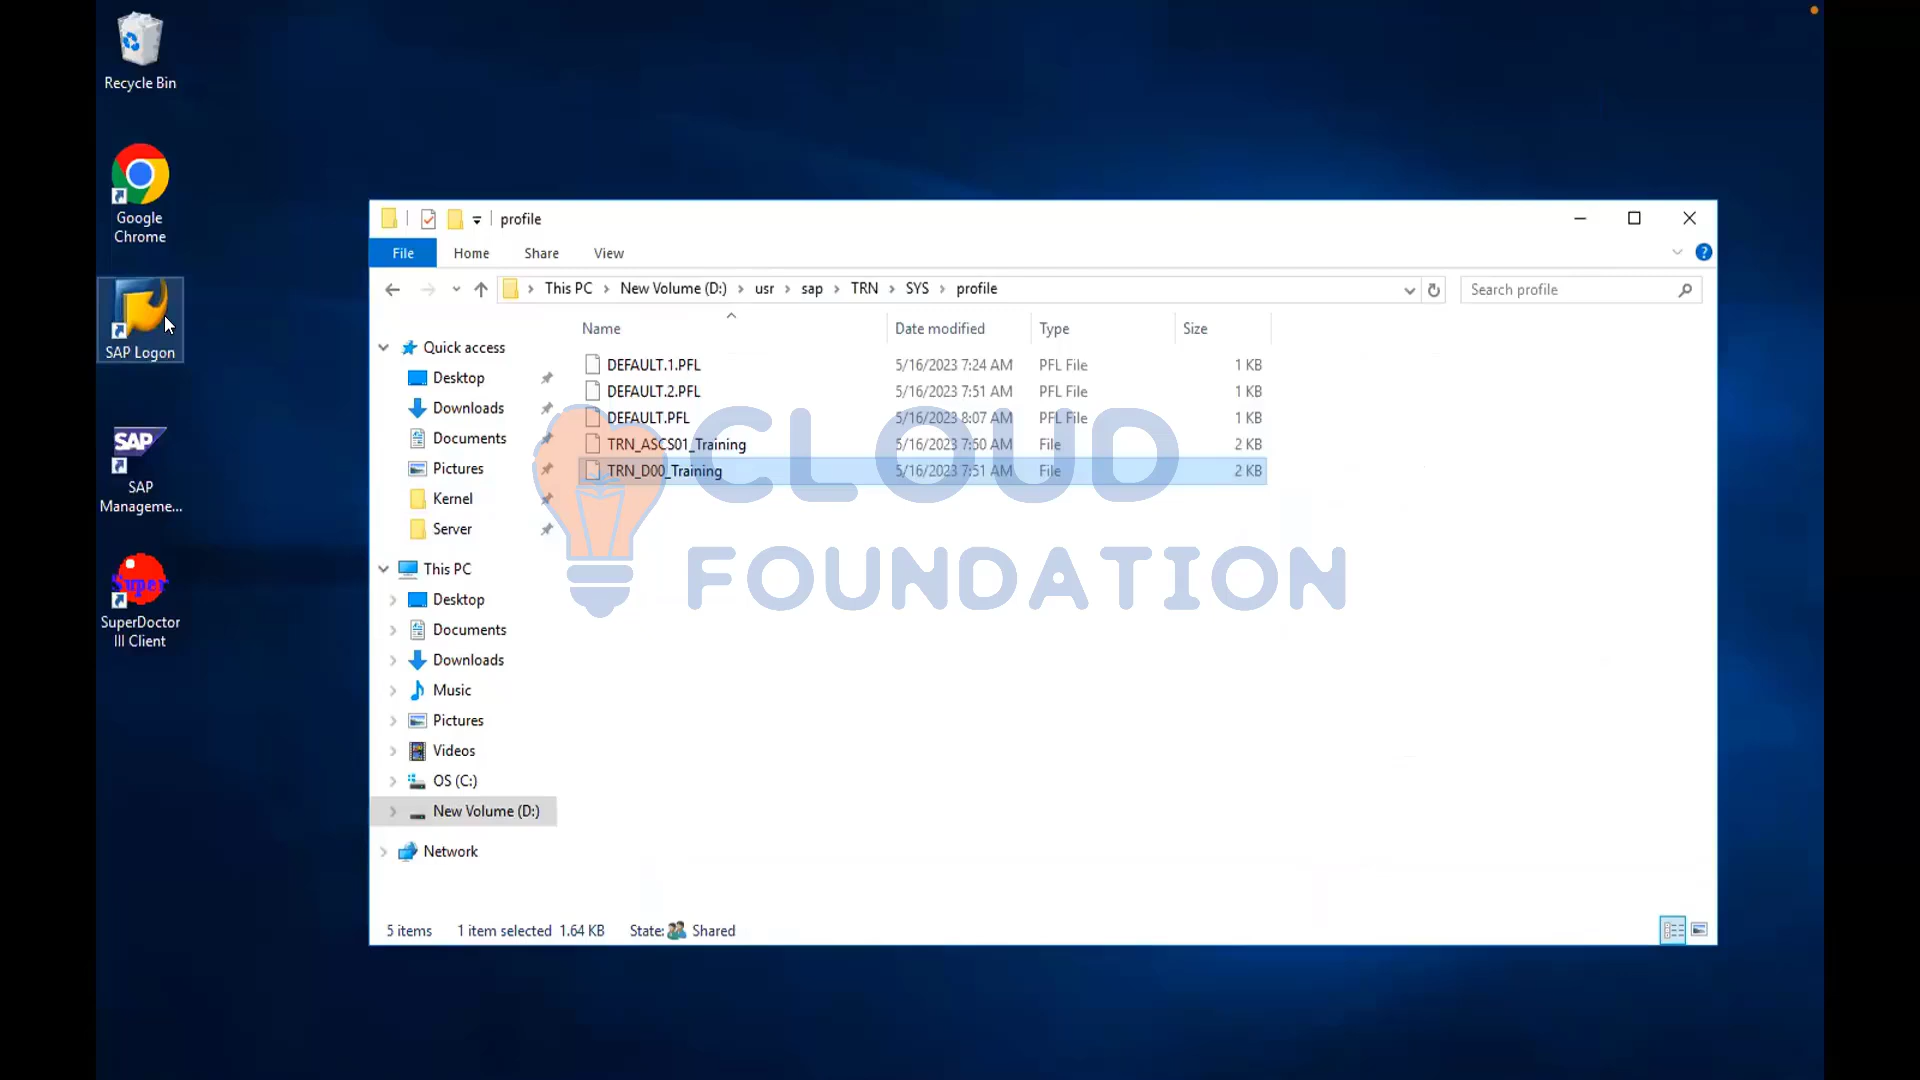 Recycle Bin
Google
Chrome
SAP Logon
SAP
SAP
Manageme...
Super
SuperDoctor
III Client
profile
File Home Share View
This PC New Volume (D:) usr sap TRN SYS profile
Search profile
Name Date modified Type Size
DEFAULT.1.PFL 5/16/2023 7:24 AM PFL File 1 KB
DEFAULT.2.PFL 5/16/2023 7:51 AM PFL File 1 KB
DEFAULT.PFL 5/16/2023 8:07 AM PFL File 1 KB
TRN_ASCS01_Training 5/16/2023 7:50 AM File 2 KB
TRN_D00_Training 5/16/2023 7:51 AM File 2 KB
Quick access
Desktop
Downloads
Documents
Pictures
Kernel
Server
This PC
Desktop
Documents
Downloads
Music
Pictures
Videos
OS (C:)
New Volume (D:)
Network
CLOUD
FOUNDATION
5 items 1 item selected 1.64 KB State: Shared